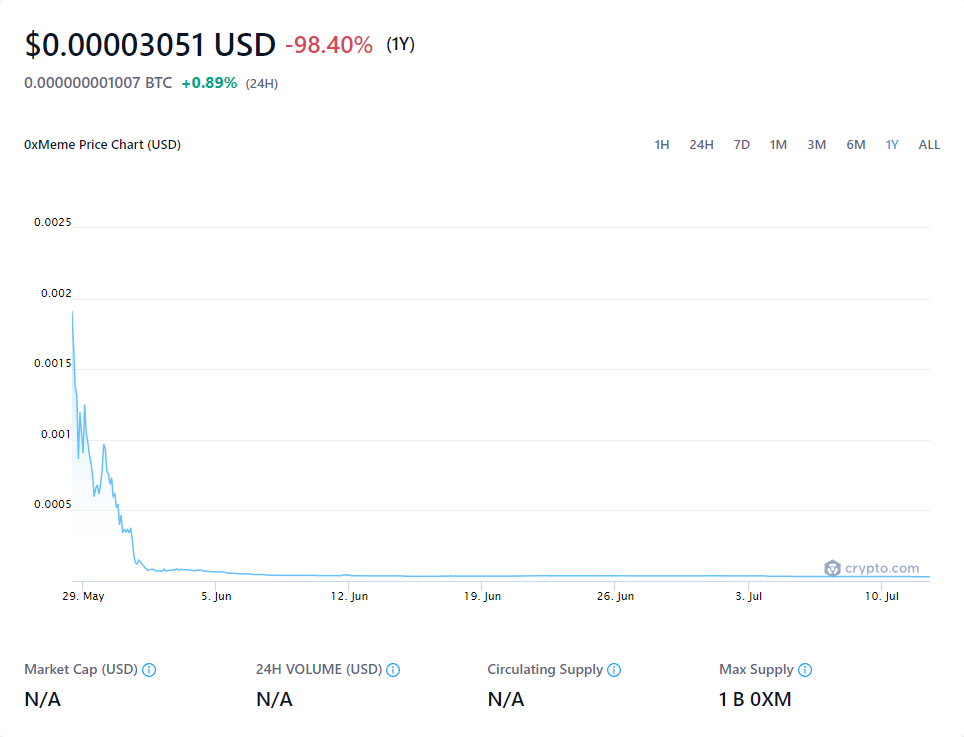 $0.00003051 USD -98.40% (1Y)
0.000000001007 BTC +0.89% (24H)
0xMeme Price Chart (USD) 1H 24H 7D 1M 3M 6M 1Y ALL
0.0025
0.002
0.0015
0.001
0.0005
crypto.com
29. May 5. Jun 12. Jun 19. Jun 26. Jun 3. Jul 10. Jul
Market Cap (USD) 24H VOLUME (USD) Circulating Supply Max Supply
N/A N/A N/A 1 B 0XM